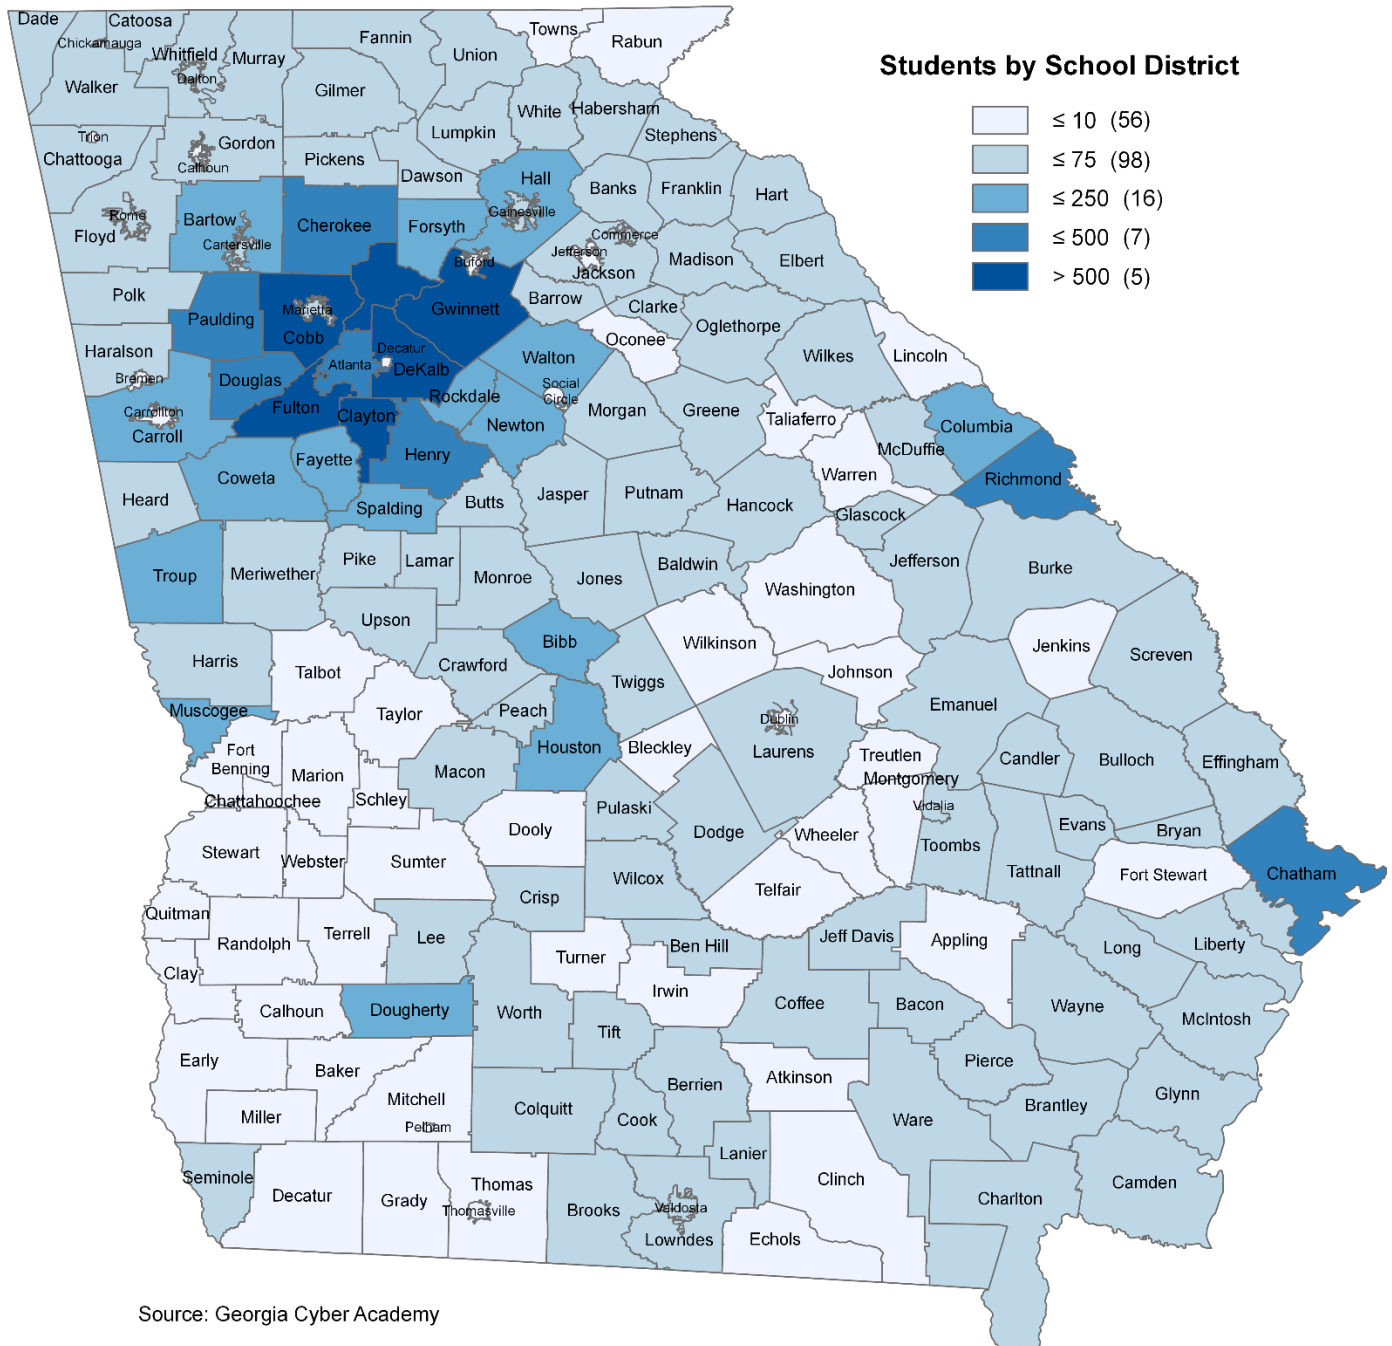 Students by School District
≤ 10 (56)
≤ 75 (98)
≤ 250 (16)
≤ 500 (7)
> 500 (5)
Dade
Catoosa
Chickamauga
Whitfield
Dalton
Murray
Fannin
Union
Towns
Rabun
Walker
Gilmer
White
Habersham
Stephens
Lumpkin
Trion
Chattooga
Gordon
Calhoun
Pickens
Dawson
Hall
Gainesville
Banks
Franklin
Hart
Rome
Floyd
Bartow
Cartersville
Cherokee
Forsyth
Buford
Commerce
Jefferson
Jackson
Madison
Elbert
Polk
Paulding
Marietta
Cobb
Gwinnett
Barrow
Clarke
Oglethorpe
Oconee
Wilkes
Lincoln
Haralson
Bremen
Douglas
Atlanta
Decatur
DeKalb
Walton
Social
Circle
Rockdale
Carrollton
Carroll
Fulton
Clayton
Newton
Morgan
Greene
Taliaferro
Columbia
McDuffie
Warren
Richmond
Heard
Coweta
Fayette
Henry
Spalding
Butts
Jasper
Putnam
Hancock
Glascock
Troup
Meriwether
Pike
Lamar
Monroe
Jones
Baldwin
Washington
Jefferson
Burke
Upson
Harris
Talbot
Crawford
Bibb
Twiggs
Wilkinson
Johnson
Jenkins
Screven
Muscogee
Taylor
Peach
Houston
Bleckley
Dublin
Laurens
Emanuel
Treutlen
Candler
Bulloch
Effingham
Fort
Benning
Marion
Macon
Chattahoochee
Schley
Dooly
Pulaski
Dodge
Montgomery
Vidalia
Wheeler
Toombs
Evans
Bryan
Stewart
Webster
Sumter
Crisp
Wilcox
Telfair
Tattnall
Fort Stewart
Chatham
Quitman
Randolph
Terrell
Lee
Turner
Ben Hill
Jeff Davis
Appling
Long
Liberty
Clay
Calhoun
Dougherty
Worth
Irwin
Tift
Coffee
Bacon
Wayne
McIntosh
Early
Baker
Mitchell
Pelham
Miller
Colquitt
Cook
Berrien
Atkinson
Pierce
Ware
Brantley
Glynn
Seminole
Decatur
Grady
Thomas
Thomasville
Brooks
Valdosta
Lowndes
Lanier
Clinch
Echols
Charlton
Camden
Source: Georgia Cyber Academy